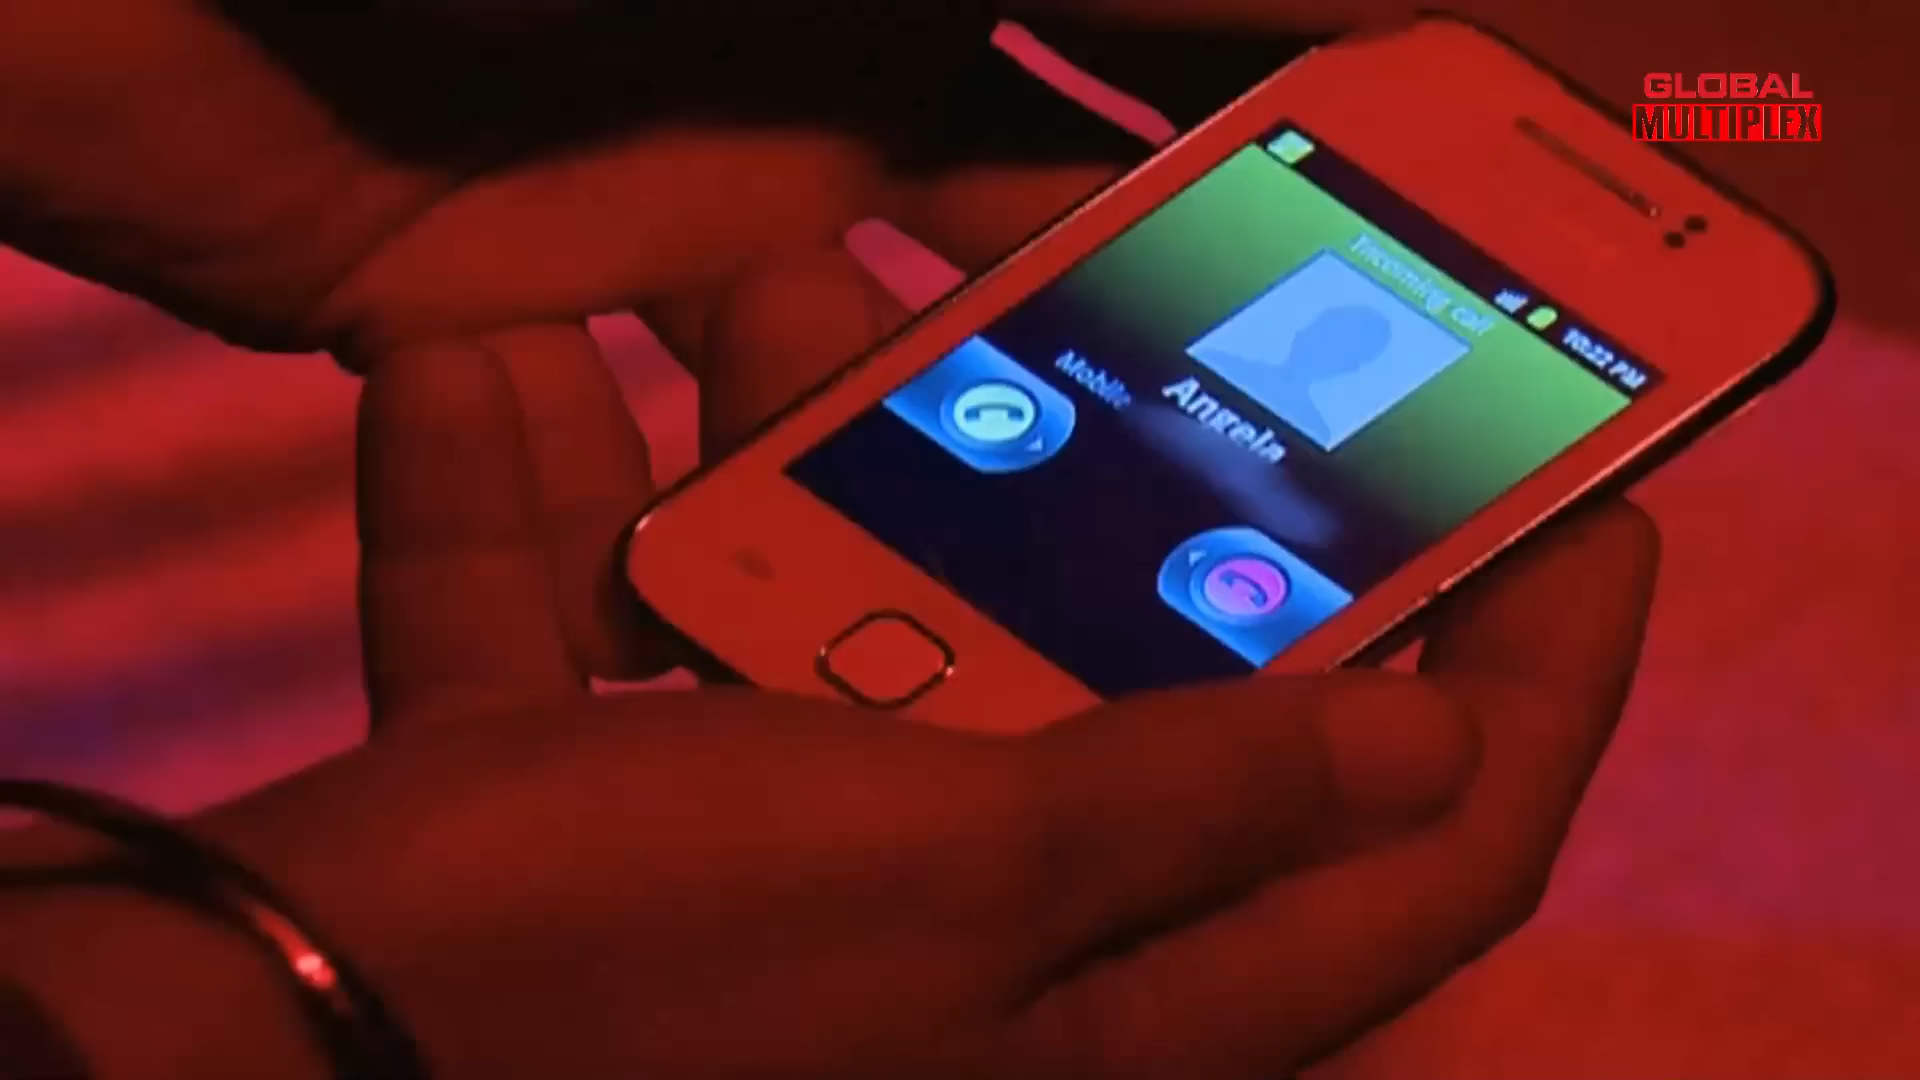 GLOBAL
MULTIPLEX
10:22 PM
Incoming call
Angela
Mobile